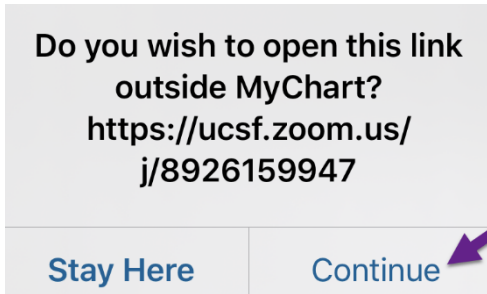 Do you wish to open this link
outside MyChart?
https://ucsf.zoom.us/
j/8926159947
Stay Here Continue